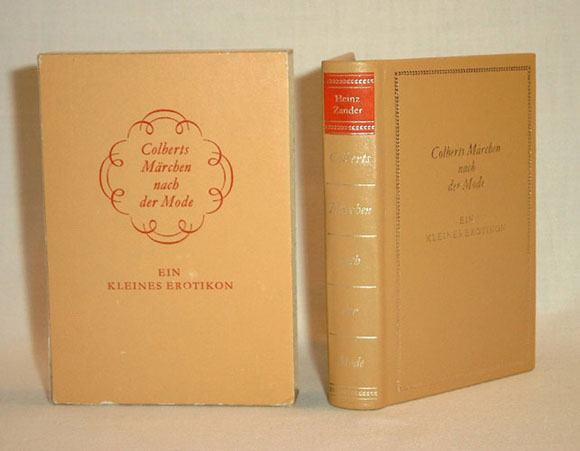 Colberts
Märchen
nach
der Mode
EIN
KLEINES EROTIKON
Heinz
Zander
Colberts
Märchen
nach
der
Mode
Colberts Märchen
nach
der Mode
EIN
KLEINES EROTIKON